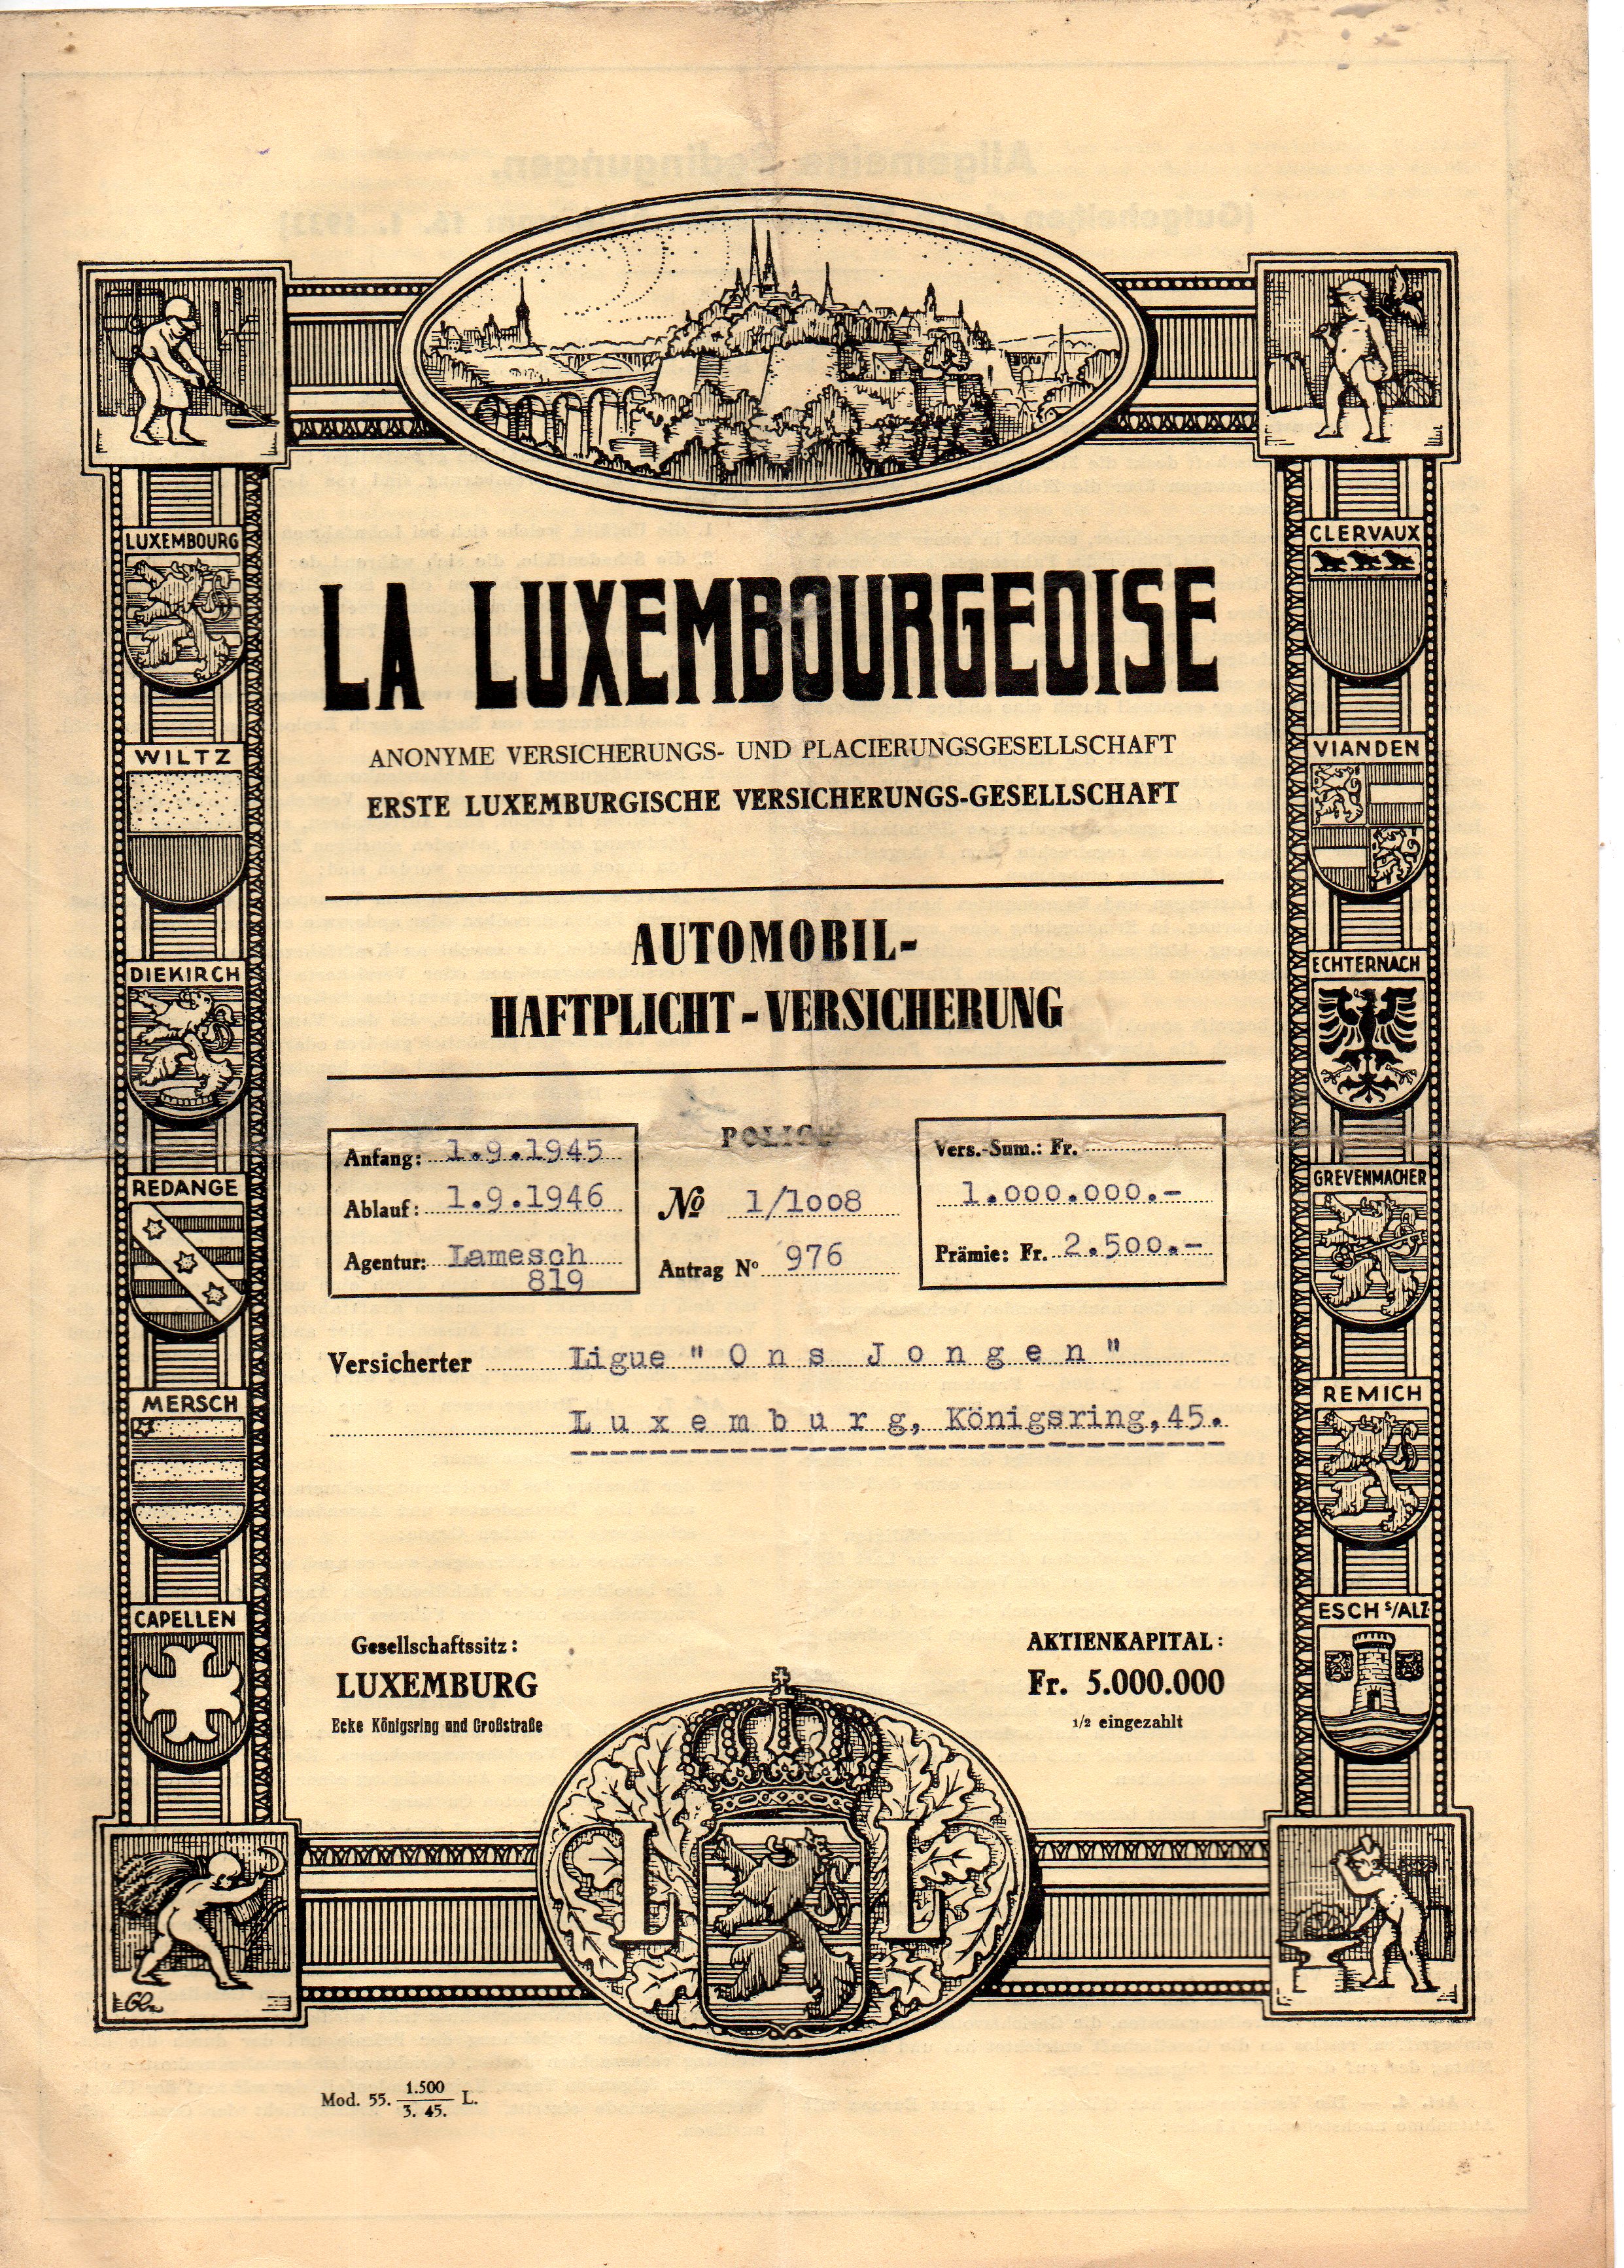 LUXEMBOURG
WILTZ
DIEKIRCH
REDANGE
MERSCH
CAPELLEN
CLERVAUX
VIANDEN
ECHTERNACH
GREVENMACHER
REMICH
ESCH S/ALZ
LA LUXEMBOURGEOISE
ANONYME VERSICHERUNGS- UND PLACIERUNGSGESELLSCHAFT
ERSTE LUXEMBURGISCHE VERSICHERUNGS-GESELLSCHAFT
AUTOMOBIL-
HAFTPLICHT-VERSICHERUNG
Anfang: 1.9.1945
Ablauf: 1.9.1946
Agentur: Lamesch
819
POLICE
No 1/1008
Antrag No 976
Vers.-Sum.: Fr.
1.000.000.-
Prämie: Fr. 2.500.-
Versicherter Ligue "Ons Jongen"
Luxemburg, Königsring,45.
Gesellschaftssitz:
LUXEMBURG
Ecke Königsring und Großstraße
AKTIENKAPITAL:
Fr. 5.000.000
1/2 eingezahlt
L L
Mod. 55. 1.500/3. 45. L.